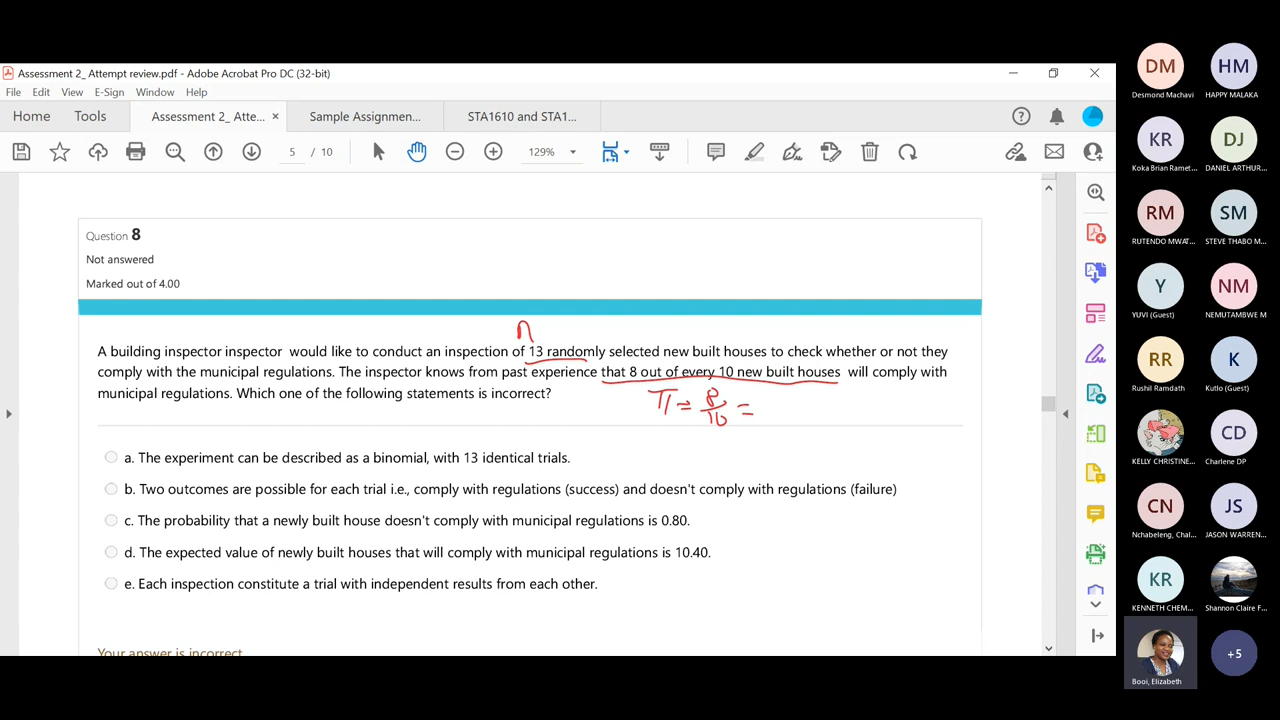 Assessment 2_ Attempt review.pdf - Adobe Acrobat Pro DC (32-bit)
File Edit View E-Sign Window Help
Home Tools Assessment 2_ Atte... × Sample Assignmen... STA1610 and STA1...
5 / 10 129%
Question 8
Not answered
Marked out of 4.00
n
A building inspector inspector would like to conduct an inspection of 13 randomly selected new built houses to check whether or not they
comply with the municipal regulations. The inspector knows from past experience that 8 out of every 10 new built houses will comply with
municipal regulations. Which one of the following statements is incorrect?
π = 8/10 =
a. The experiment can be described as a binomial, with 13 identical trials.
b. Two outcomes are possible for each trial i.e., comply with regulations (success) and doesn't comply with regulations (failure)
c. The probability that a newly built house doesn't comply with municipal regulations is 0.80.
d. The expected value of newly built houses that will comply with municipal regulations is 10.40.
e. Each inspection constitute a trial with independent results from each other.
Your answer is incorrect
DM HM
Desmond Machavi HAPPY MALAKA
KR DJ
Koka Brian Ramet... DANIEL ARTHUR...
RM SM
RUTENDO MWAT... STEVE THABO M...
Y NM
YUVI (Guest) NEMUTAMBWE M
RR K
Rushil Ramdath Kutlo (Guest)
CD
KELLY CHRISTINE... Charlene DP
CN JS
Nchabeleng, Chal... JASON WARREN...
KR
KENNETH CHEM... Shannon Claire F...
+5
Booi, Elizabeth